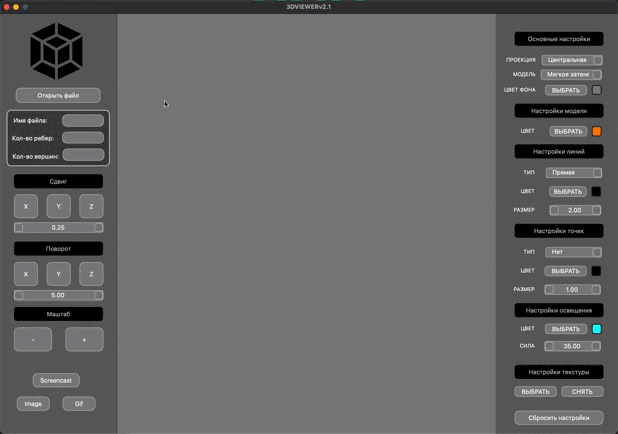 3DVIEWERv2.1
Открыть файл
Имя файла:
Кол-во ребер:
Кол-во вершин:
Сдвиг
X Y Z
0.25
Поворот
X Y Z
5.00
Маштаб
- +
Screencast
Image Gif
Основные настройки
ПРОЕКЦИЯ Центральная
МОДЕЛЬ Мягкое затене
ЦВЕТ ФОНА ВЫБРАТЬ
Настройки модели
ЦВЕТ ВЫБРАТЬ
Настройки линий
ТИП Прямая
ЦВЕТ ВЫБРАТЬ
РАЗМЕР 2.00
Настройки точек
ТИП Нет
ЦВЕТ ВЫБРАТЬ
РАЗМЕР 1.00
Настройки освещения
ЦВЕТ ВЫБРАТЬ
СИЛА 35.00
Настройки текстуры
ВЫБРАТЬ СНЯТЬ
Сбросить настройки